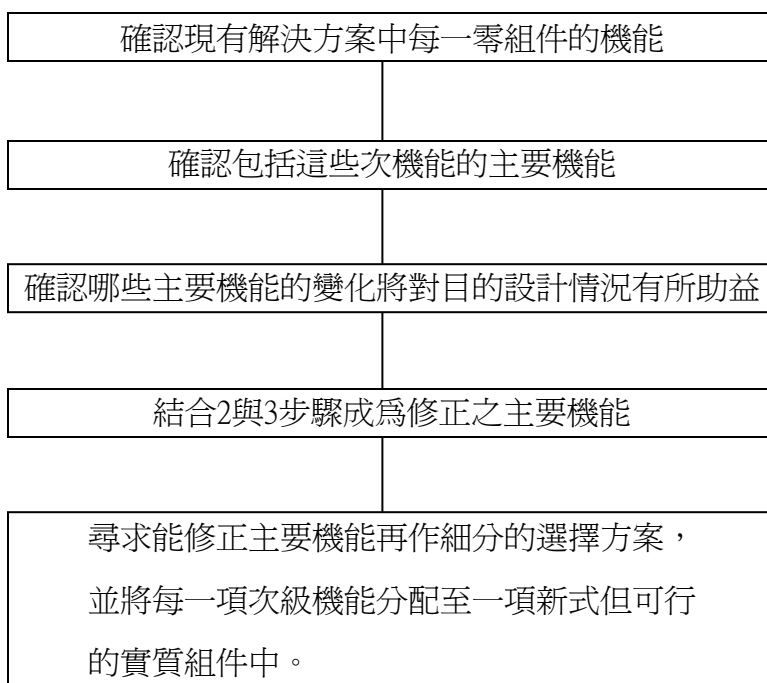 確認現有解決方案中每一零組件的機能
確認包括這些次機能的主要機能
確認哪些主要機能的變化將對目的設計情況有所助益
結合2與3步驟成為修正之主要機能
尋求能修正主要機能再作細分的選擇方案，
並將每一項次級機能分配至一項新式但可行
的實質組件中。